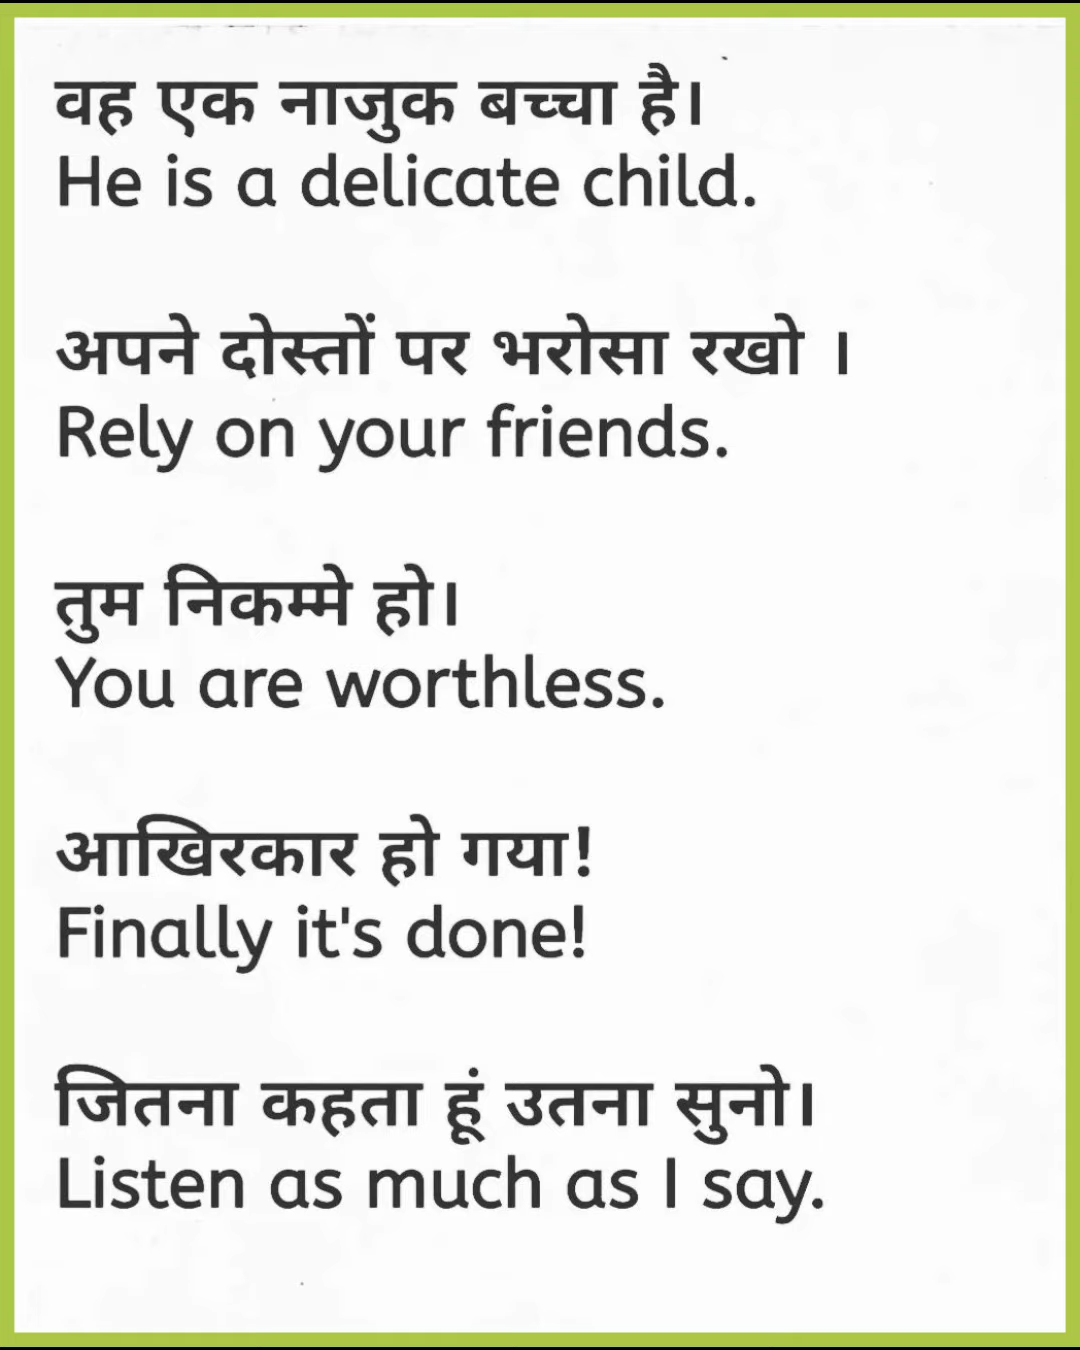 वह एक नाजुक बच्चा है।
He is a delicate child.
अपने दोस्तों पर भरोसा रखो ।
Rely on your friends.
तुम निकम्मे हो।
You are worthless.
आखिरकार हो गया!
Finally it's done!
जितना कहता हूं उतना सुनो।
Listen as much as I say.